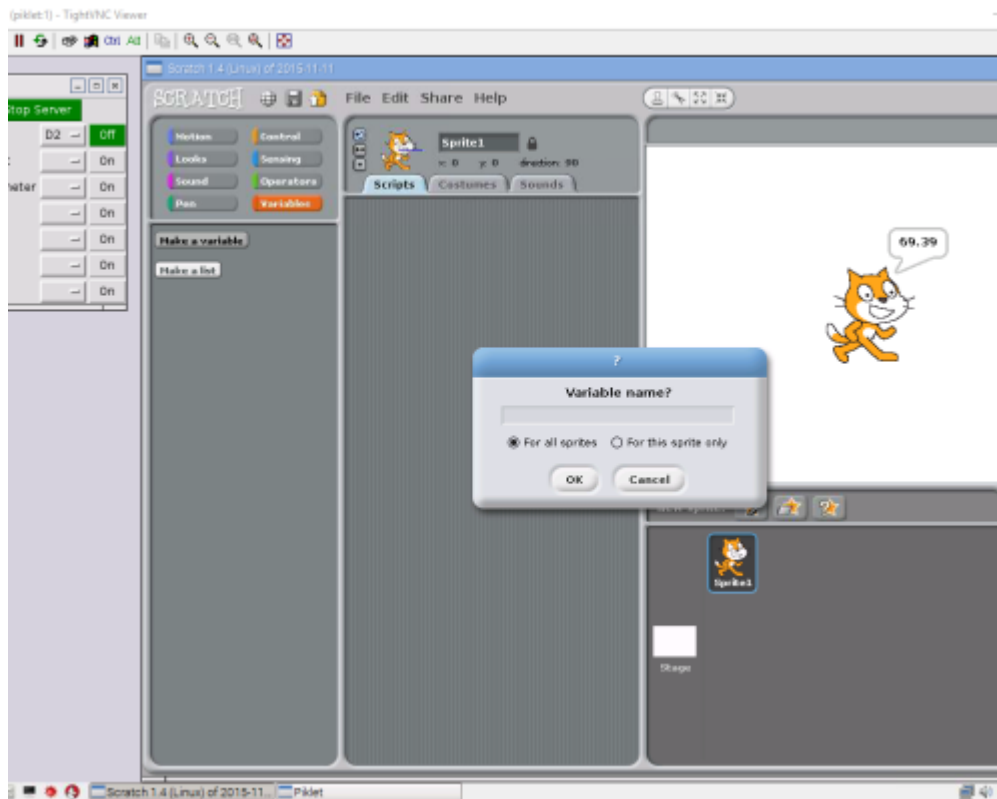 (piklet:1) - TightVNC Viewer
Ctrl Alt
Scratch 1.4 (Linux) of 2015-11-11
Stop Server
D2 Off
On
meter On
On
On
On
On
SCRATCH File Edit Share Help
Motion Control
Looks Sensing
Sound Operators
Pen Variables
Make a variable
Make a list
Sprite1
x: 0 y: 0 direction: 90
Scripts Costumes Sounds
69.39
?
Variable name?
For all sprites For this sprite only
OK Cancel
Sprite1
Stage
Scratch 1.4 (Linux) of 2015-11... Piklet